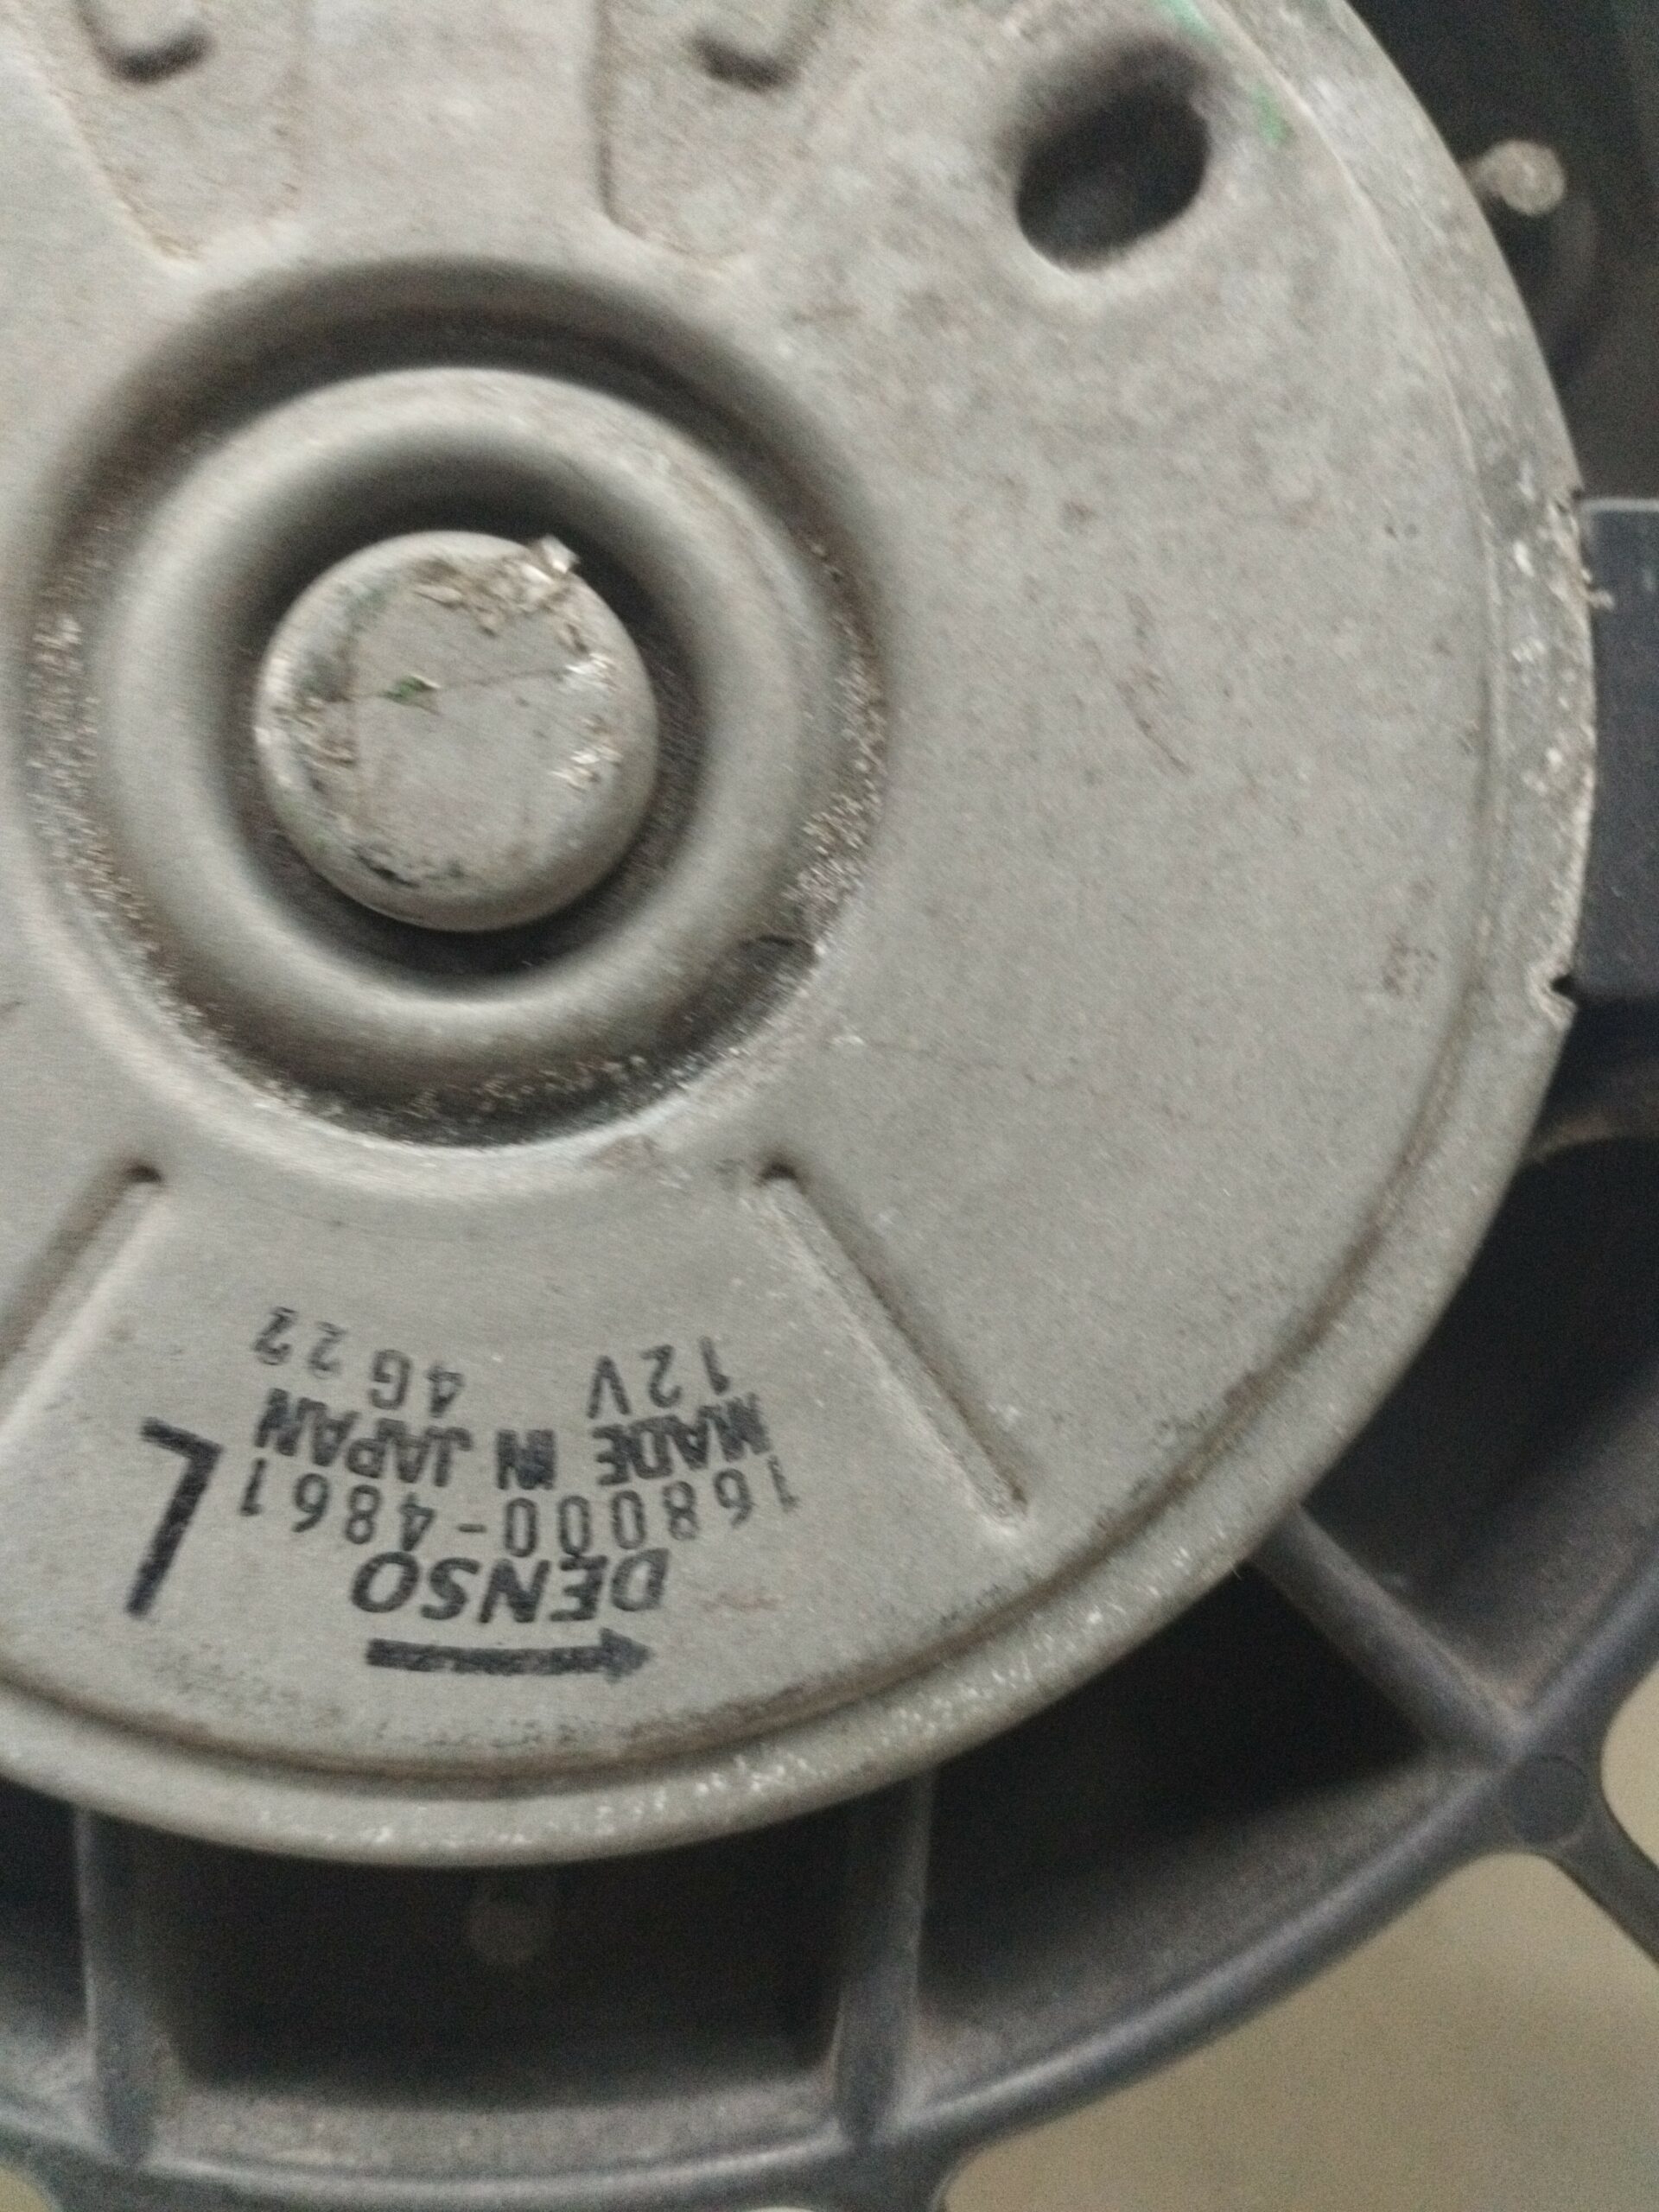 DENSO
168000-4861
MADE IN JAPAN
12V 4G22
L